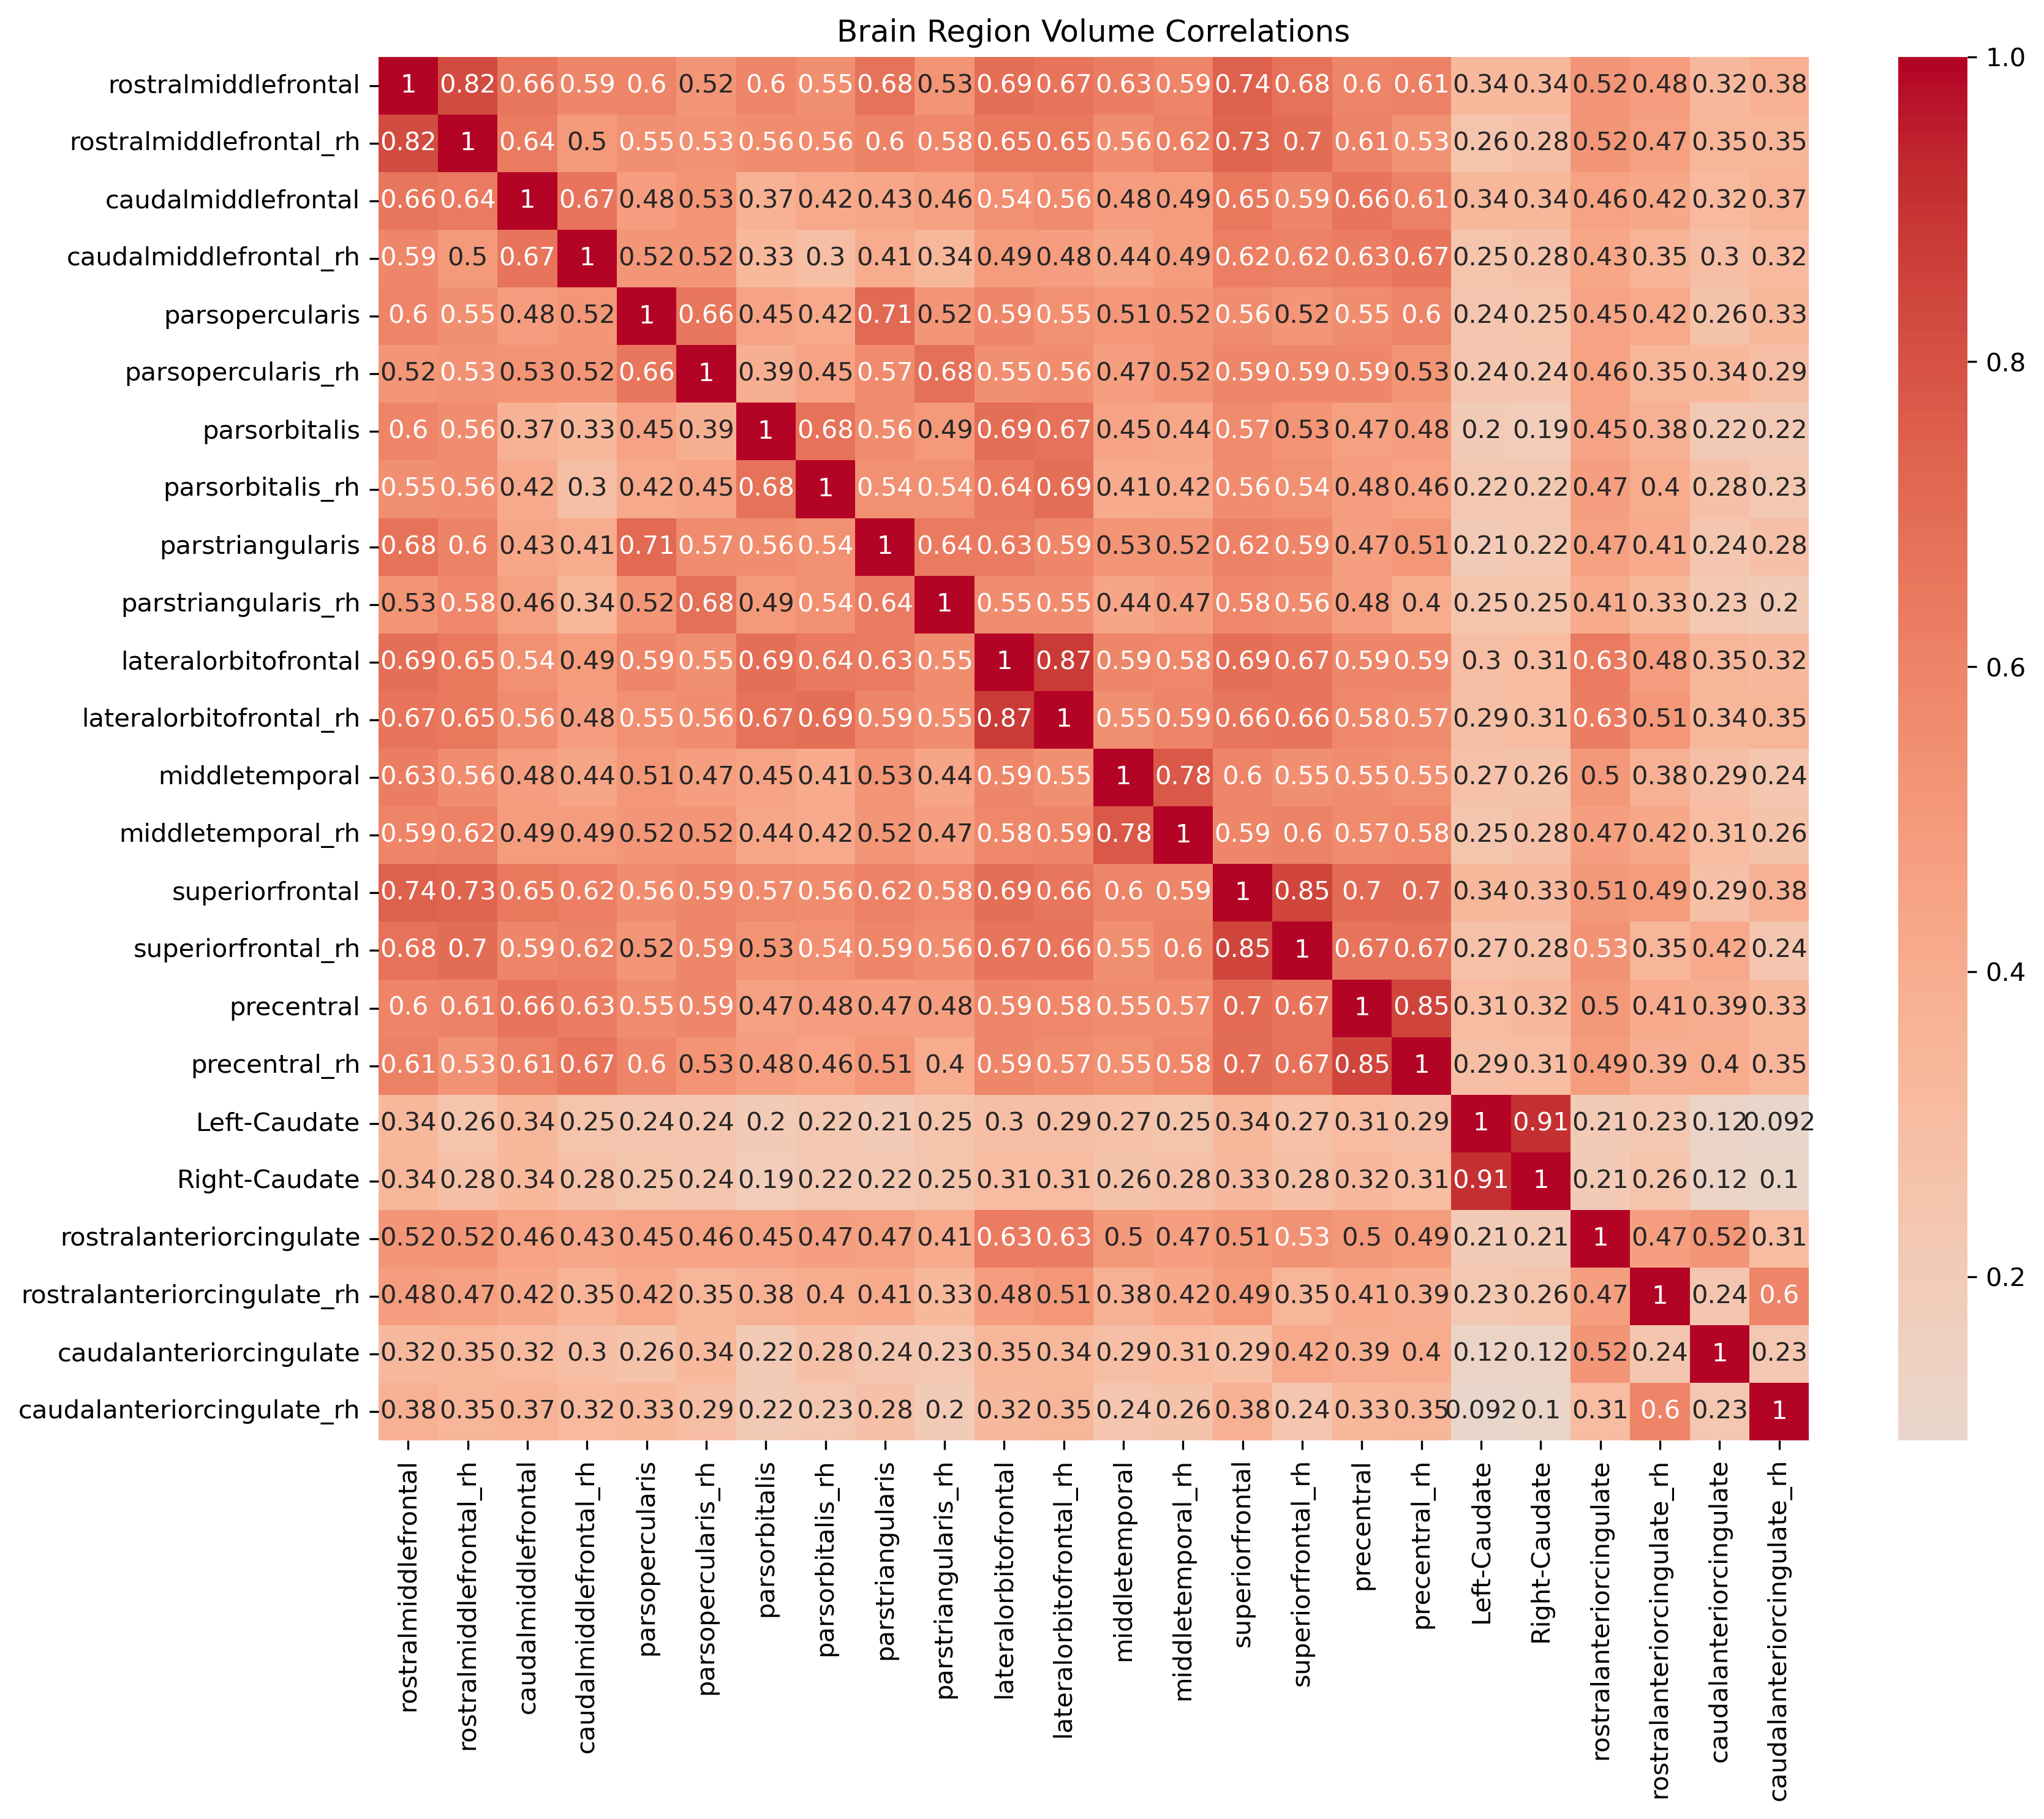 Brain Region Volume Correlations
rostralmiddlefrontal 1 0.82 0.66 0.59 0.6 0.52 0.6 0.55 0.68 0.53 0.69 0.67 0.63 0.59 0.74 0.68 0.6 0.61 0.34 0.34 0.52 0.48 0.32 0.38
rostralmiddlefrontal_rh 0.82 1 0.64 0.5 0.55 0.53 0.56 0.56 0.6 0.58 0.65 0.65 0.56 0.62 0.73 0.7 0.61 0.53 0.26 0.28 0.52 0.47 0.35 0.35
caudalmiddlefrontal 0.66 0.64 1 0.67 0.48 0.53 0.37 0.42 0.43 0.46 0.54 0.56 0.48 0.49 0.65 0.59 0.66 0.61 0.34 0.34 0.46 0.42 0.32 0.37
caudalmiddlefrontal_rh 0.59 0.5 0.67 1 0.52 0.52 0.33 0.3 0.41 0.34 0.49 0.48 0.44 0.49 0.62 0.62 0.63 0.67 0.25 0.28 0.43 0.35 0.3 0.32
parsopercularis 0.6 0.55 0.48 0.52 1 0.66 0.45 0.42 0.71 0.52 0.59 0.55 0.51 0.52 0.56 0.52 0.55 0.6 0.24 0.25 0.45 0.42 0.26 0.33
parsopercularis_rh 0.52 0.53 0.53 0.52 0.66 1 0.39 0.45 0.57 0.68 0.55 0.56 0.47 0.52 0.59 0.59 0.59 0.53 0.24 0.24 0.46 0.35 0.34 0.29
parsorbitalis 0.6 0.56 0.37 0.33 0.45 0.39 1 0.68 0.56 0.49 0.69 0.67 0.45 0.44 0.57 0.53 0.47 0.48 0.2 0.19 0.45 0.38 0.22 0.22
parsorbitalis_rh 0.55 0.56 0.42 0.3 0.42 0.45 0.68 1 0.54 0.54 0.64 0.69 0.41 0.42 0.56 0.54 0.48 0.46 0.22 0.22 0.47 0.4 0.28 0.23
parstriangularis 0.68 0.6 0.43 0.41 0.71 0.57 0.56 0.54 1 0.64 0.63 0.59 0.53 0.52 0.62 0.59 0.47 0.51 0.21 0.22 0.47 0.41 0.24 0.28
parstriangularis_rh 0.53 0.58 0.46 0.34 0.52 0.68 0.49 0.54 0.64 1 0.55 0.55 0.44 0.47 0.58 0.56 0.48 0.4 0.25 0.25 0.41 0.33 0.23 0.2
lateralorbitofrontal 0.69 0.65 0.54 0.49 0.59 0.55 0.69 0.64 0.63 0.55 1 0.87 0.59 0.58 0.69 0.67 0.59 0.59 0.3 0.31 0.63 0.48 0.35 0.32
lateralorbitofrontal_rh 0.67 0.65 0.56 0.48 0.55 0.56 0.67 0.69 0.59 0.55 0.87 1 0.55 0.59 0.66 0.66 0.58 0.57 0.29 0.31 0.63 0.51 0.34 0.35
middletemporal 0.63 0.56 0.48 0.44 0.51 0.47 0.45 0.41 0.53 0.44 0.59 0.55 1 0.78 0.6 0.55 0.55 0.55 0.27 0.26 0.5 0.38 0.29 0.24
middletemporal_rh 0.59 0.62 0.49 0.49 0.52 0.52 0.44 0.42 0.52 0.47 0.58 0.59 0.78 1 0.59 0.6 0.57 0.58 0.25 0.28 0.47 0.42 0.31 0.26
superiorfrontal 0.74 0.73 0.65 0.62 0.56 0.59 0.57 0.56 0.62 0.58 0.69 0.66 0.6 0.59 1 0.85 0.7 0.7 0.34 0.33 0.51 0.49 0.29 0.38
superiorfrontal_rh 0.68 0.7 0.59 0.62 0.52 0.59 0.53 0.54 0.59 0.56 0.67 0.66 0.55 0.6 0.85 1 0.67 0.67 0.27 0.28 0.53 0.35 0.42 0.24
precentral 0.6 0.61 0.66 0.63 0.55 0.59 0.47 0.48 0.47 0.48 0.59 0.58 0.55 0.57 0.7 0.67 1 0.85 0.31 0.32 0.5 0.41 0.39 0.33
precentral_rh 0.61 0.53 0.61 0.67 0.6 0.53 0.48 0.46 0.51 0.4 0.59 0.57 0.55 0.58 0.7 0.67 0.85 1 0.29 0.31 0.49 0.39 0.4 0.35
Left-Caudate 0.34 0.26 0.34 0.25 0.24 0.24 0.2 0.22 0.21 0.25 0.3 0.29 0.27 0.25 0.34 0.27 0.31 0.29 1 0.91 0.21 0.23 0.12 0.092
Right-Caudate 0.34 0.28 0.34 0.28 0.25 0.24 0.19 0.22 0.22 0.25 0.31 0.31 0.26 0.28 0.33 0.28 0.32 0.31 0.91 1 0.21 0.26 0.12 0.1
rostralanteriorcingulate 0.52 0.52 0.46 0.43 0.45 0.46 0.45 0.47 0.47 0.41 0.63 0.63 0.5 0.47 0.51 0.53 0.5 0.49 0.21 0.21 1 0.47 0.52 0.31
rostralanteriorcingulate_rh 0.48 0.47 0.42 0.35 0.42 0.35 0.38 0.4 0.41 0.33 0.48 0.51 0.38 0.42 0.49 0.35 0.41 0.39 0.23 0.26 0.47 1 0.24 0.6
caudalanteriorcingulate 0.32 0.35 0.32 0.3 0.26 0.34 0.22 0.28 0.24 0.23 0.35 0.34 0.29 0.31 0.29 0.42 0.39 0.4 0.12 0.12 0.52 0.24 1 0.23
caudalanteriorcingulate_rh 0.38 0.35 0.37 0.32 0.33 0.29 0.22 0.23 0.28 0.2 0.32 0.35 0.24 0.26 0.38 0.24 0.33 0.35 0.092 0.1 0.31 0.6 0.23 1
rostralmiddlefrontal
rostralmiddlefrontal_rh
caudalmiddlefrontal
caudalmiddlefrontal_rh
parsopercularis
parsopercularis_rh
parsorbitalis
parsorbitalis_rh
parstriangularis
parstriangularis_rh
lateralorbitofrontal
lateralorbitofrontal_rh
middletemporal
middletemporal_rh
superiorfrontal
superiorfrontal_rh
precentral
precentral_rh
Left-Caudate
Right-Caudate
rostralanteriorcingulate
rostralanteriorcingulate_rh
caudalanteriorcingulate
caudalanteriorcingulate_rh
1.0
0.8
0.6
0.4
0.2